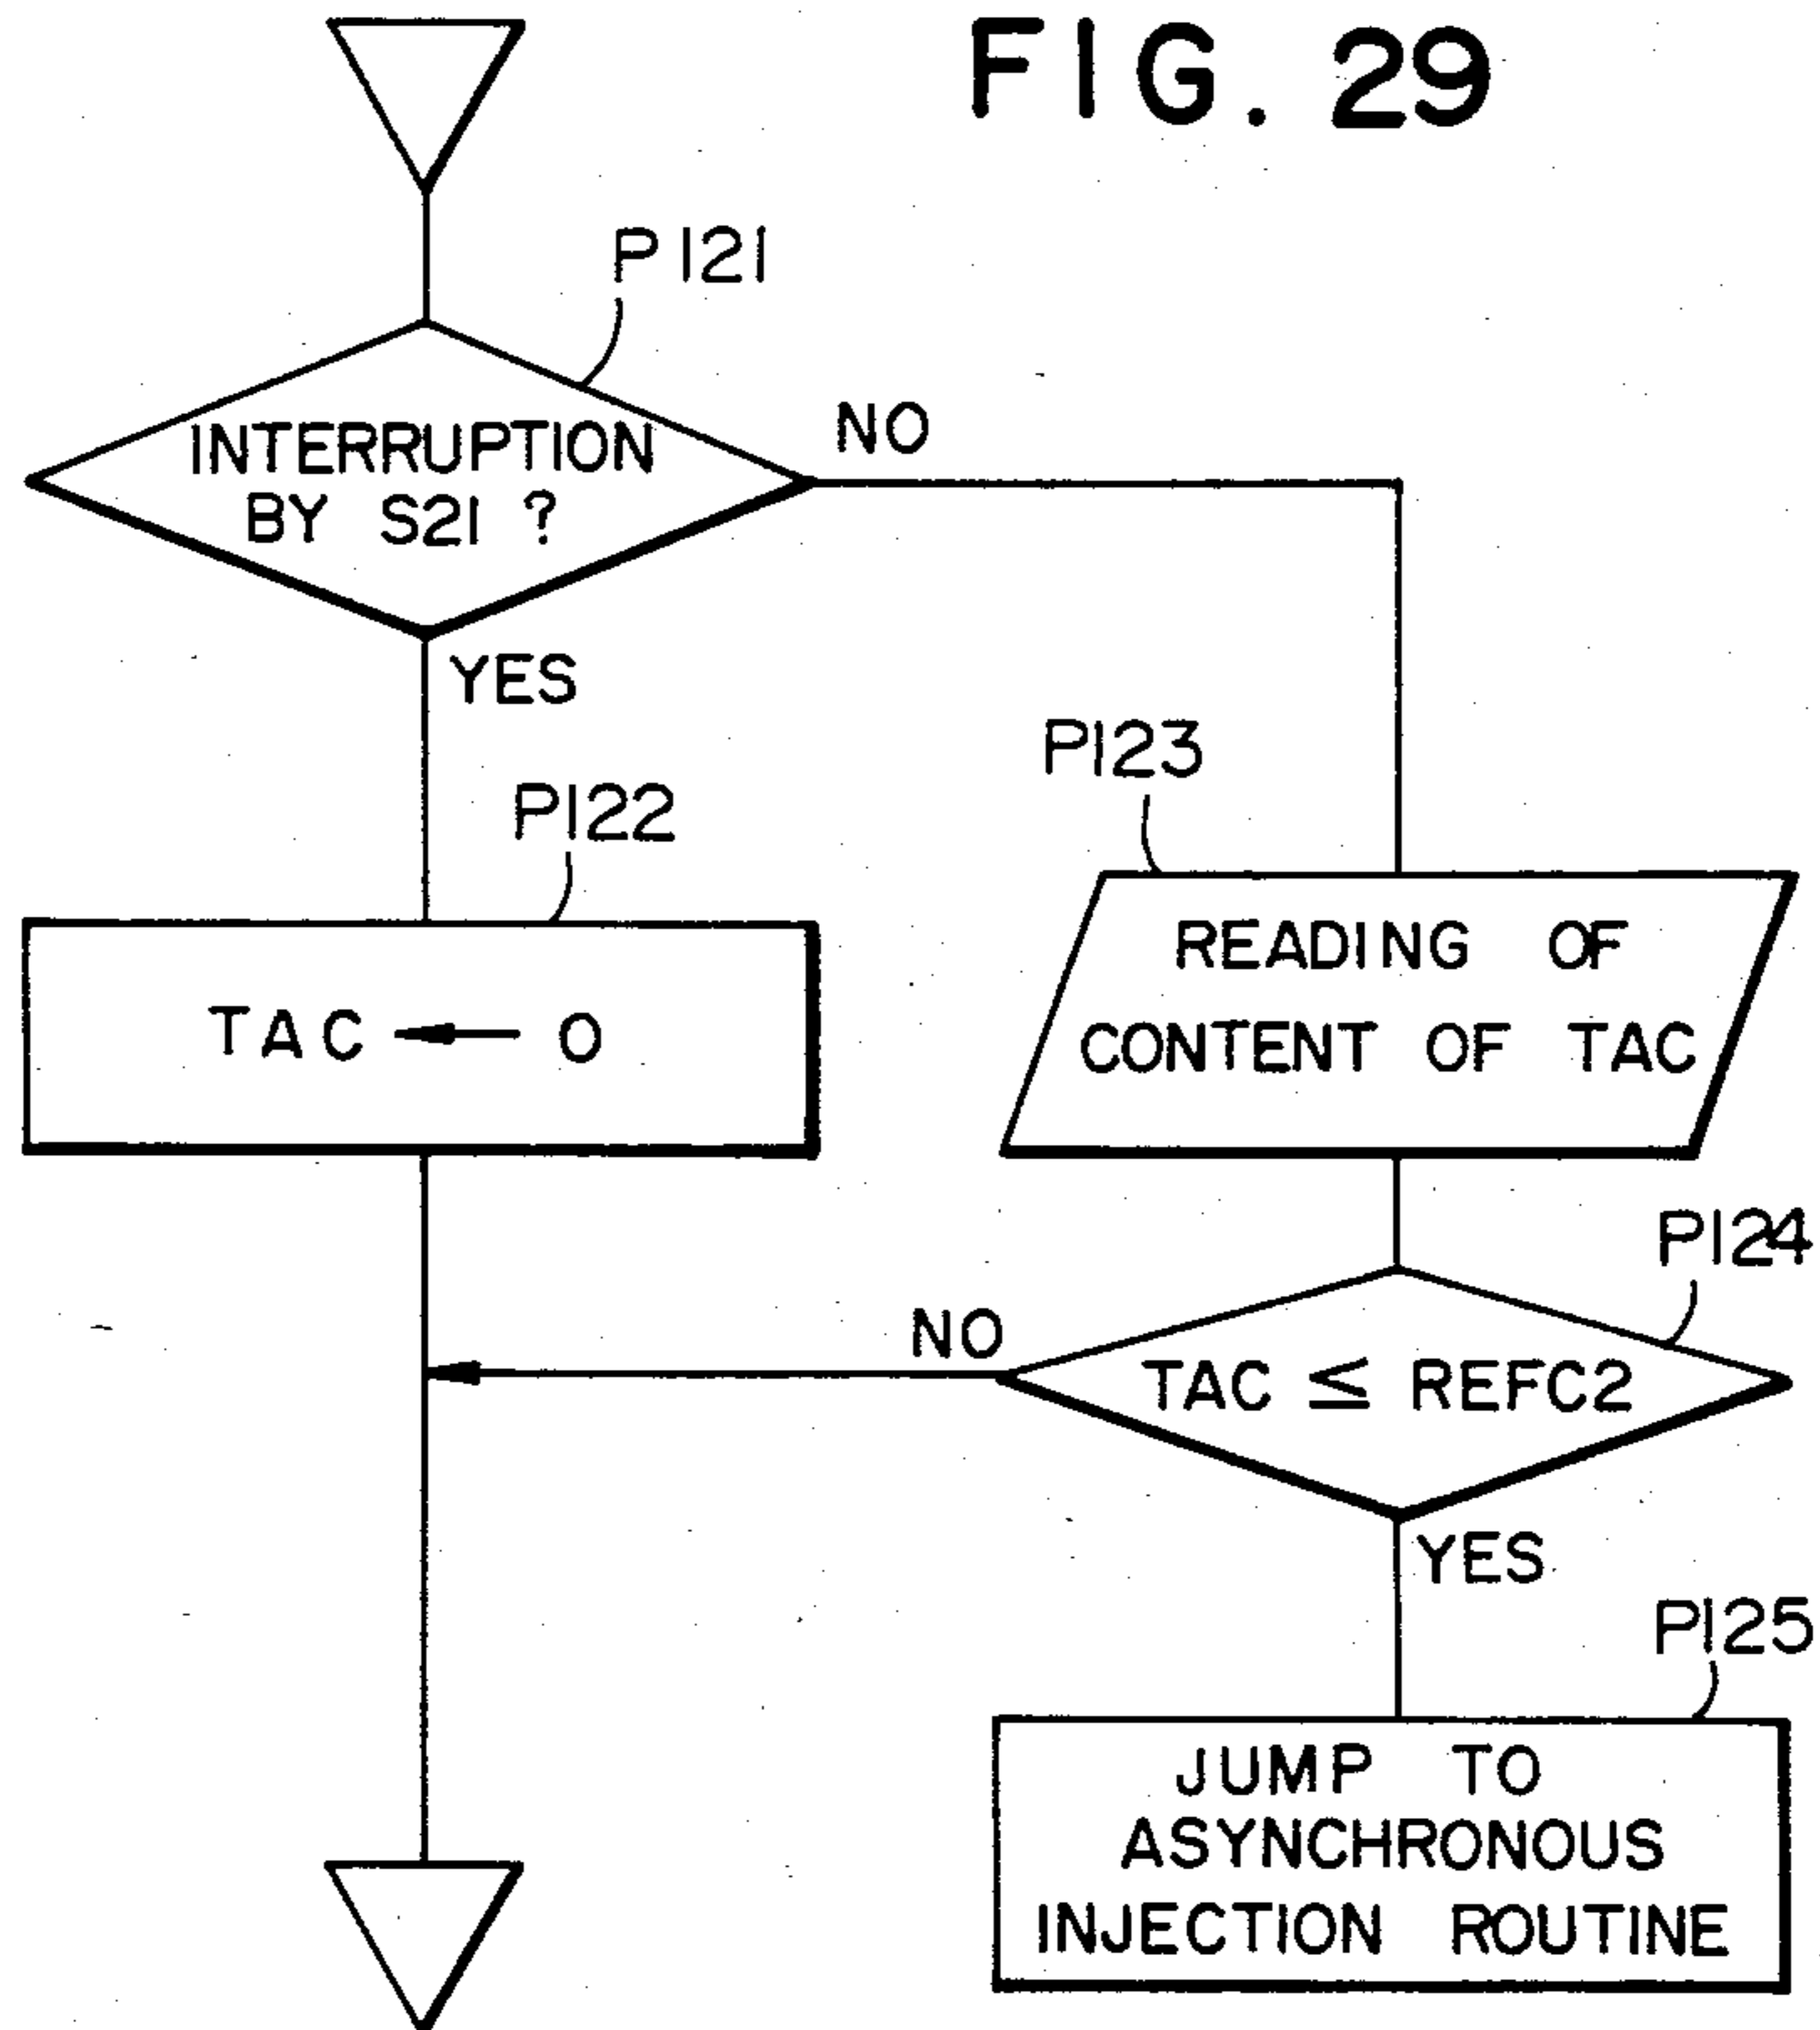 FIG. 29
P121
INTERRUPTION
BY S21 ?
NO
YES
P122
TAC ← 0
P123
READING OF
CONTENT OF TAC
P124
TAC ≦ REFC2
NO
YES
P125
JUMP TO
ASYNCHRONOUS
INJECTION ROUTINE